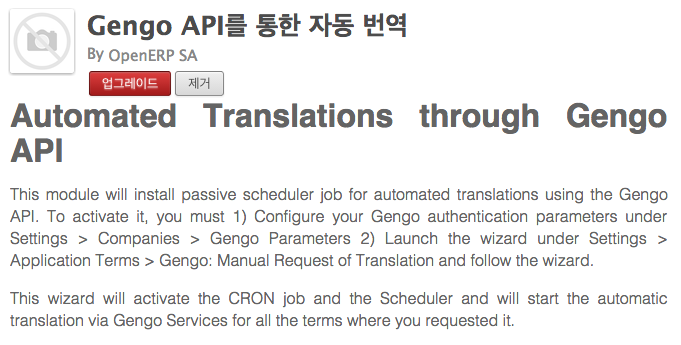 Gengo API를 통한 자동 번역
By OpenERP SA
업그레이드 제거
Automated Translations through Gengo
API
This module will install passive scheduler job for automated translations using the Gengo
API. To activate it, you must 1) Configure your Gengo authentication parameters under
Settings > Companies > Gengo Parameters 2) Launch the wizard under Settings >
Application Terms > Gengo: Manual Request of Translation and follow the wizard.
This wizard will activate the CRON job and the Scheduler and will start the automatic
translation via Gengo Services for all the terms where you requested it.